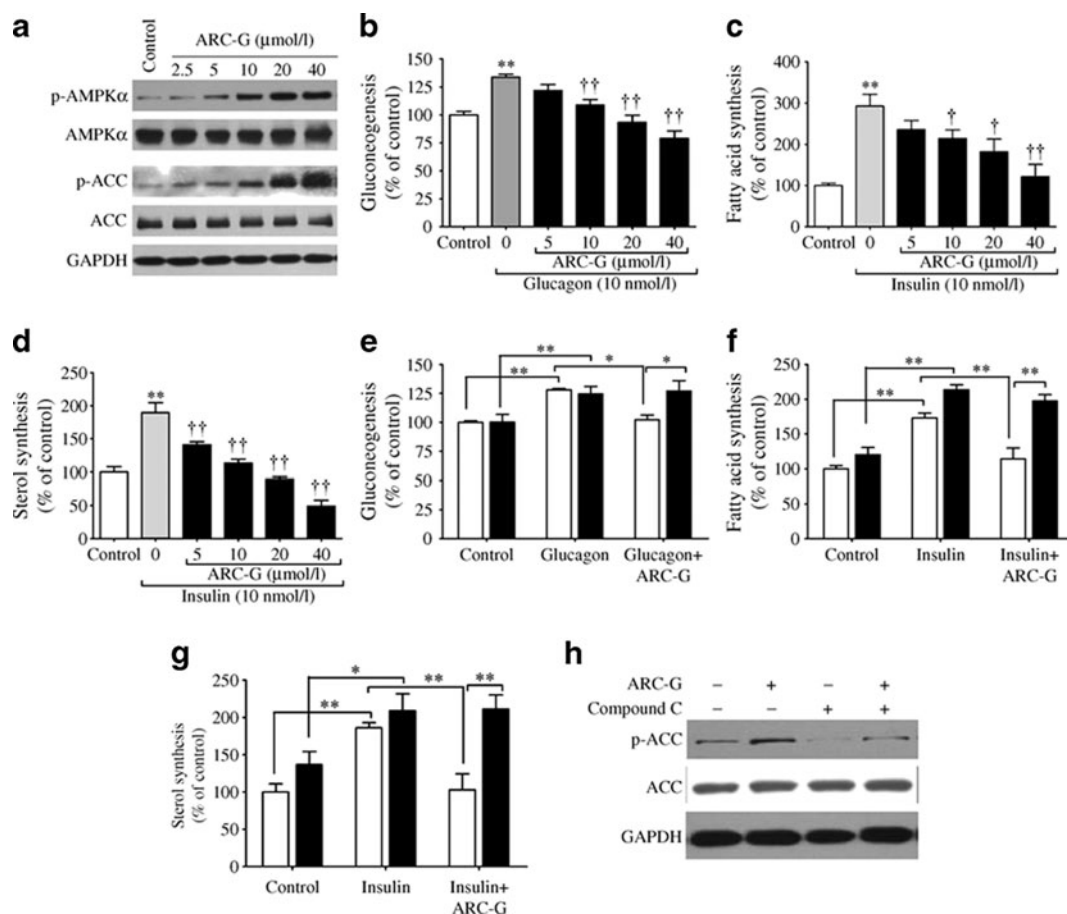 a
Control
ARC-G (µmol/l)
2.5 5 10 20 40
p-AMPKα
AMPKα
p-ACC
ACC
GAPDH
b
Gluconeogenesis
(% of control)
150
125
100
75
50
25
0
**
††
††
††
Control 0 5 10 20 40
ARC-G (µmol/l)
Glucagon (10 nmol/l)
c
Fatty acid synthesis
(% of control)
400
300
200
100
0
**
†
†
††
Control 0 5 10 20 40
ARC-G (µmol/l)
Insulin (10 nmol/l)
d
Sterol synthesis
(% of control)
250
200
150
100
50
0
**
††
††
††
††
Control 0 5 10 20 40
ARC-G (µmol/l)
Insulin (10 nmol/l)
e
Gluconeogenesis
(% of control)
150
125
100
75
50
25
0
**
**
*
*
Control Glucagon Glucagon+
ARC-G
f
Fatty acid synthesis
(% of control)
250
200
150
100
50
0
**
**
**
**
Control Insulin Insulin+
ARC-G
g
Sterol synthesis
(% of control)
250
200
150
100
50
0
*
**
**
**
Control Insulin Insulin+
ARC-G
h
ARC-G − + − +
Compound C − − + +
p-ACC
ACC
GAPDH